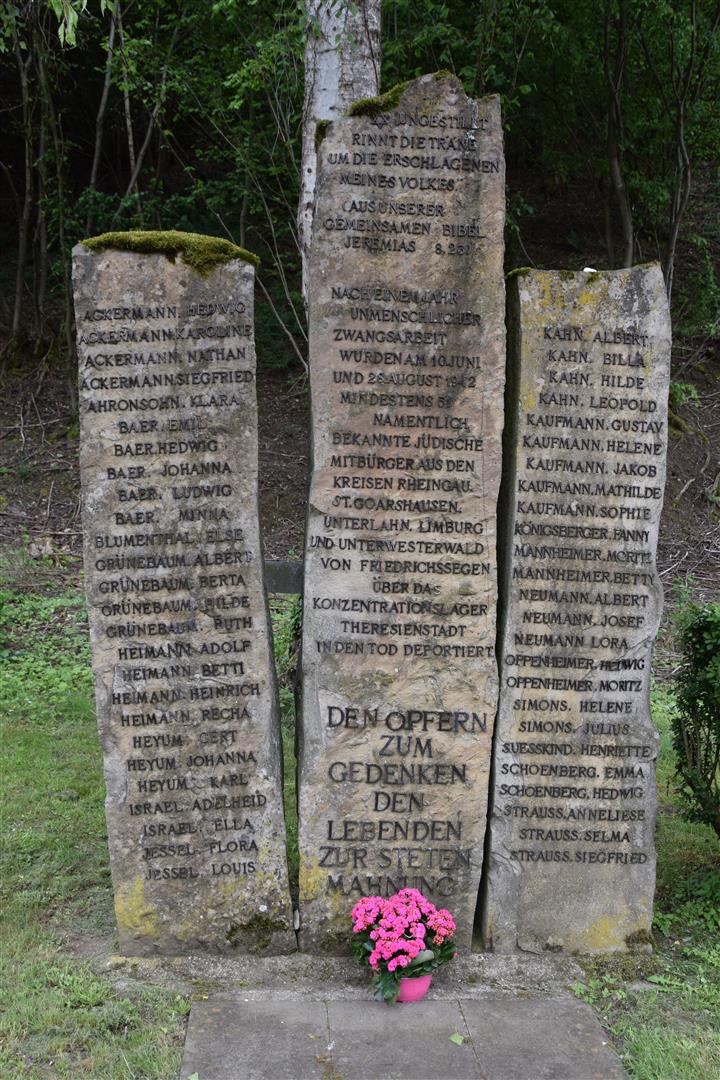 ACKERMANN. HEDWIG
ACKERMANN. KAROLINE
ACKERMANN. NATHAN
ACKERMANN. SIEGFRIED
AHRONSOHN. KLARA
BAER. EMIL
BAER. HEDWIG
BAER. JOHANNA
BAER. LUDWIG
BAER. MINNA
BLUMENTHAL. ELSE
GRÜNEBAUM. ALBERT
GRÜNEBAUM. BERTA
GRÜNEBAUM. HILDE
GRÜNEBAUM. RUTH
HEIMANN. ADOLF
HEIMANN. BETTI
HEIMANN. HEINRICH
HEIMANN. RECHA
HEYUM. GERT
HEYUM. JOHANNA
HEYUM. KARL
ISRAEL. ADELHEID
ISRAEL. ELLA
JESSEL. FLORA
JESSEL. LOUIS
UNGESTILLT
RINNT DIE TRÄNE
UM DIE ERSCHLAGENEN
MEINES VOLKES
(AUS UNSERER
GEMEINSAMEN BIBEL
JEREMIAS 8,23)
NACH EINEM JAHR
UNMENSCHLICHER
ZWANGSARBEIT
WURDEN AM 10. JUNI
UND 28. AUGUST 1942
MINDESTENS 51
NAMENTLICH
BEKANNTE JÜDISCHE
MITBÜRGER AUS DEN
KREISEN RHEINGAU.
ST. GOARSHAUSEN.
UNTERLAHN. LIMBURG
UND UNTERWESTERWALD
VON FRIEDRICHSSEGEN
ÜBER DAS
KONZENTRATIONSLAGER
THERESIENSTADT
IN DEN TOD DEPORTIERT.
DEN OPFERN
ZUM
GEDENKEN
DEN
LEBENDEN
ZUR STETEN
MAHNUNG
KAHN. ALBERT
KAHN. BILLA
KAHN. HILDE
KAHN. LEOPOLD
KAUFMANN. GUSTAV
KAUFMANN. HELENE
KAUFMANN. JAKOB
KAUFMANN. MATHILDE
KAUFMANN. SOPHIE
KÖNIGSBERGER. FANNY
MANNHEIMER. MORITZ
MANNHEIMER. BETTY
NEUMANN. ALBERT
NEUMANN. JOSEF
NEUMANN LORA
OPPENHEIMER. HEDWIG
OPPENHEIMER. MORITZ
SIMONS. HELENE
SIMONS. JULIUS
SUESSKIND. HENRIETTE
SCHOENBERG. EMMA
SCHOENBERG. HEDWIG
STRAUSS. ANNELIESE
STRAUSS. SELMA
STRAUSS. SIEGFRIED